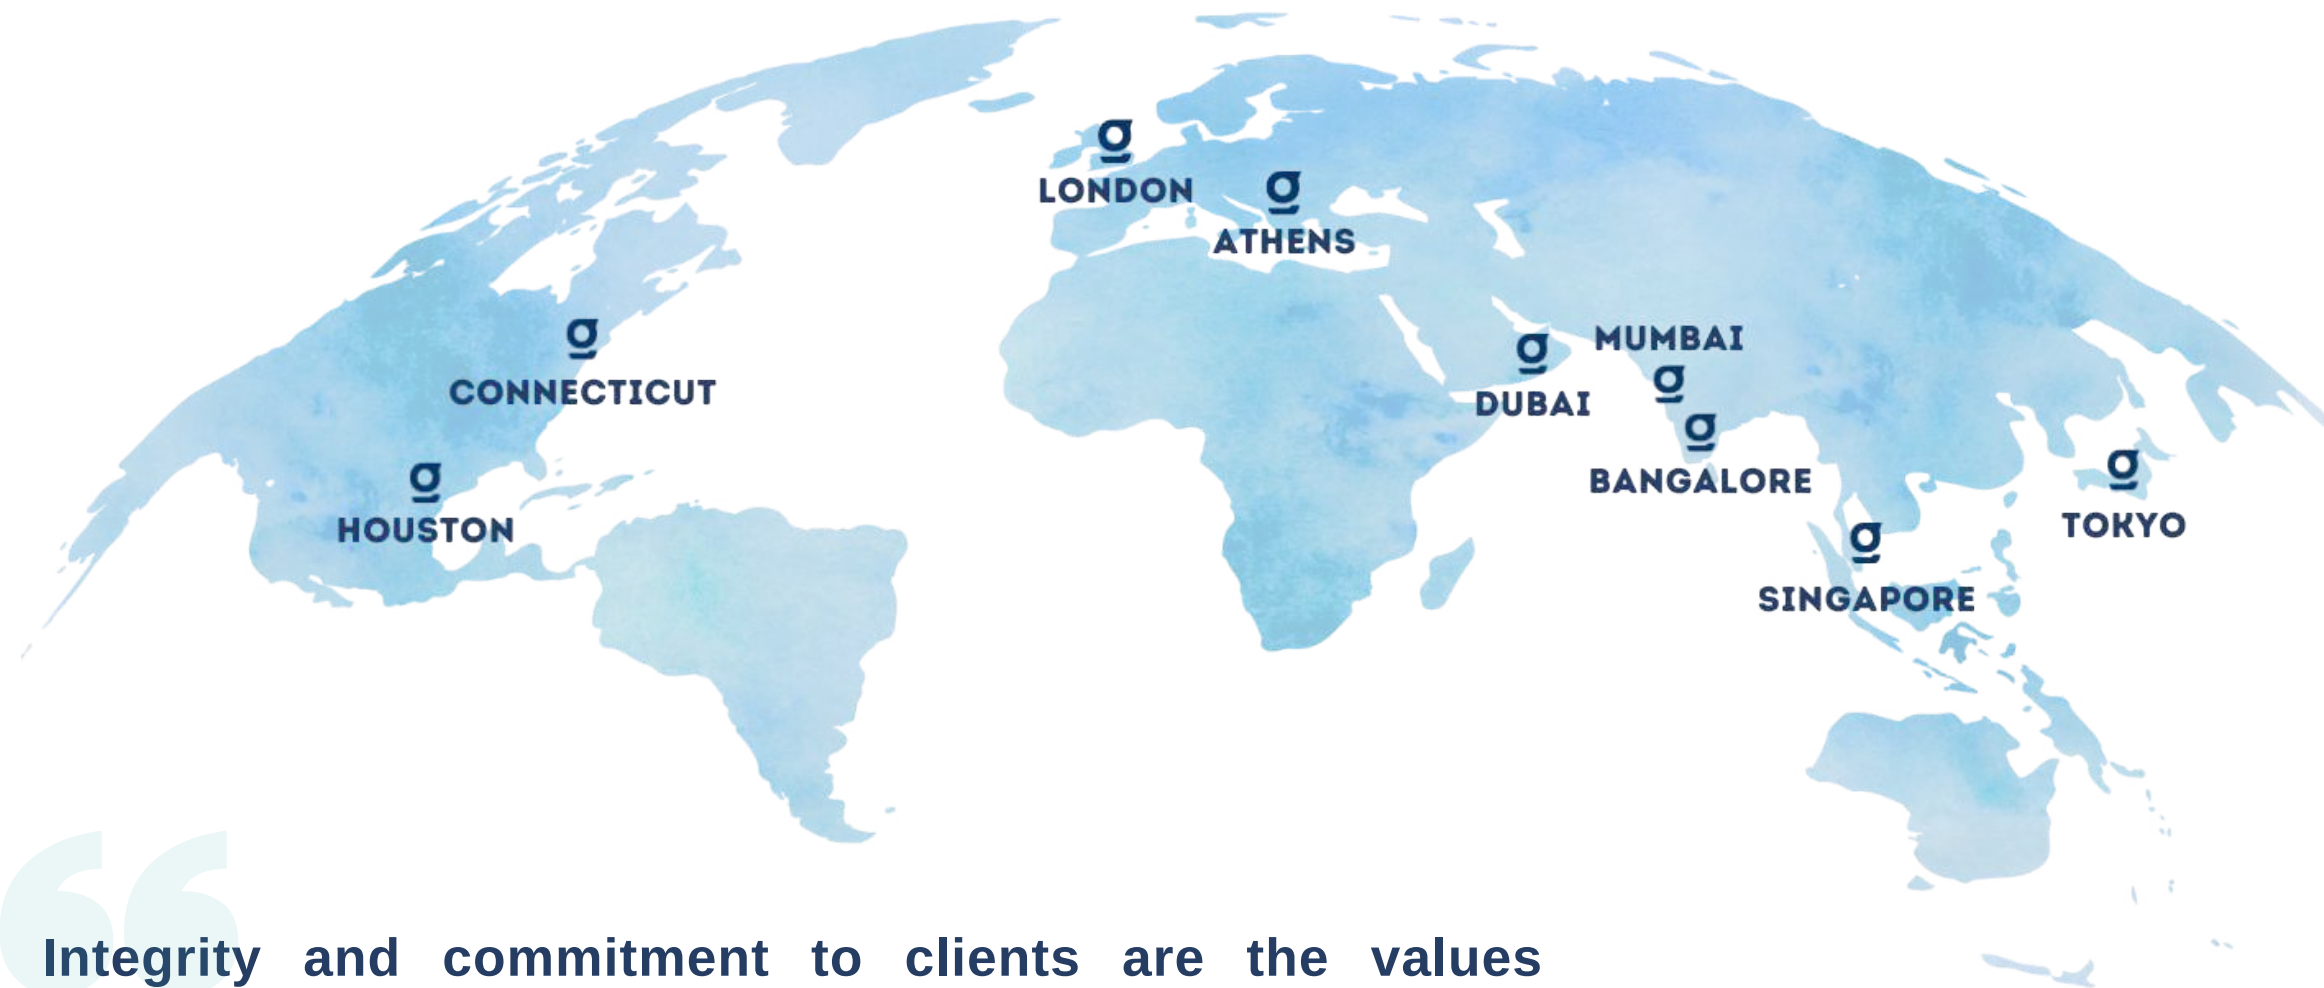 LONDON
ATHENS
MUMBAI
CONNECTICUT
DUBAI
BANGALORE
HOUSTON
TOKYO
SINGAPORE
“
Integrity and commitment to clients are the values